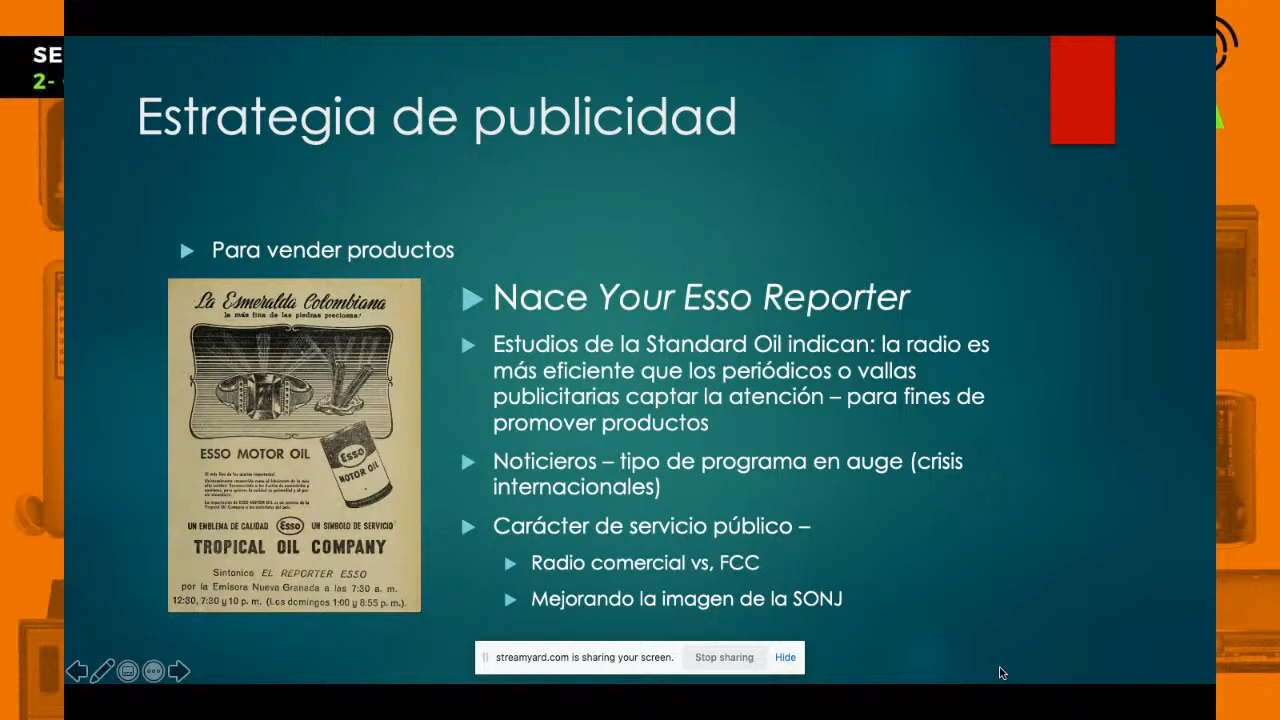 SE
2-
Estrategia de publicidad
Para vender productos
La Esmeralda Colombiana
la más fina de las piedras preciosas!
ESSO MOTOR OIL
Esso
MOTOR OIL
UN EMBLEMA DE CALIDAD Esso UN SIMBOLO DE SERVICIO
TROPICAL OIL COMPANY
Sintonice EL REPORTER ESSO
por la Emisora Nueva Granada a las 7:30 a. m.
12:30, 7:30 y 10 p. m. (Los domingos 1:00 y 8:55 p. m.).
Nace Your Esso Reporter
Estudios de la Standard Oil indican: la radio es
más eficiente que los periódicos o vallas
publicitarias captar la atención – para fines de
promover productos
Noticieros – tipo de programa en auge (crisis
internacionales)
Carácter de servicio público –
Radio comercial vs, FCC
Mejorando la imagen de la SONJ
streamyard.com is sharing your screen.
Stop sharing
Hide